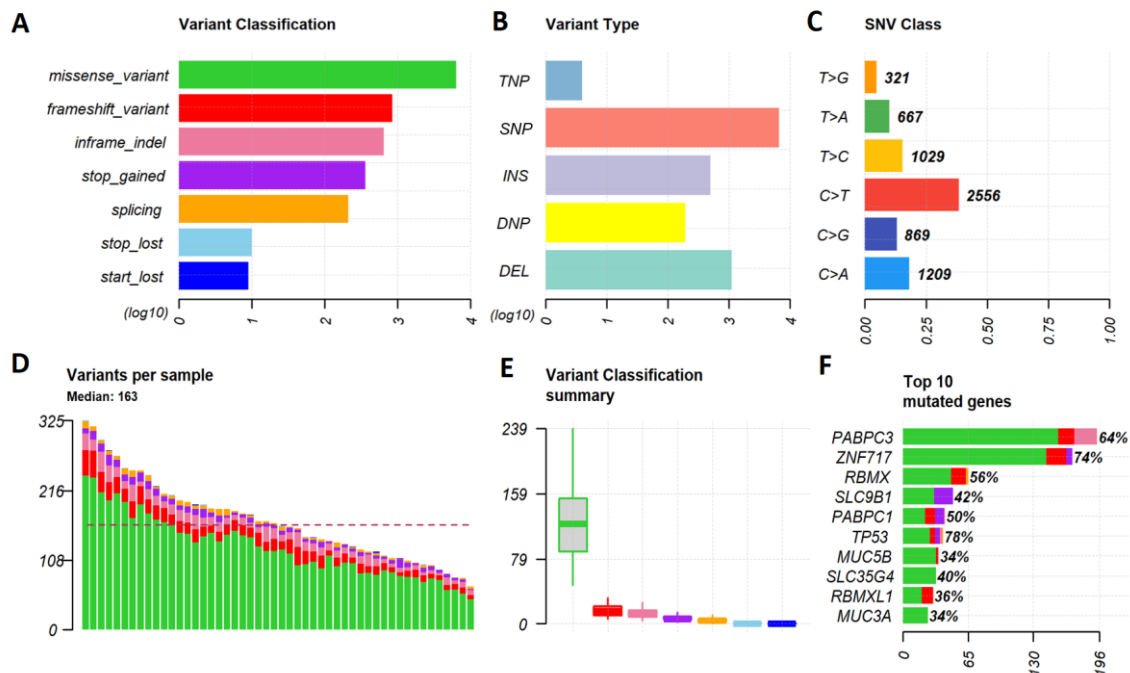 A
Variant Classification
missense_variant
frameshift_variant
inframe_indel
stop_gained
splicing
stop_lost
start_lost
(log10)
0 1 2 3 4
B
Variant Type
TNP
SNP
INS
DNP
DEL
(log10)
0 1 2 3 4
C
SNV Class
T>G 321
T>A 667
T>C 1029
C>T 2556
C>G 869
C>A 1209
0.00 0.25 0.50 0.75 1.00
D
Variants per sample
Median: 163
325
216
108
0
E
Variant Classification
summary
239
159
79
0
F
Top 10
mutated genes
PABPC3 64%
ZNF717 74%
RBMX 56%
SLC9B1 42%
PABPC1 50%
TP53 78%
MUC5B 34%
SLC35G4 40%
RBMXL1 36%
MUC3A 34%
0 65 130 196